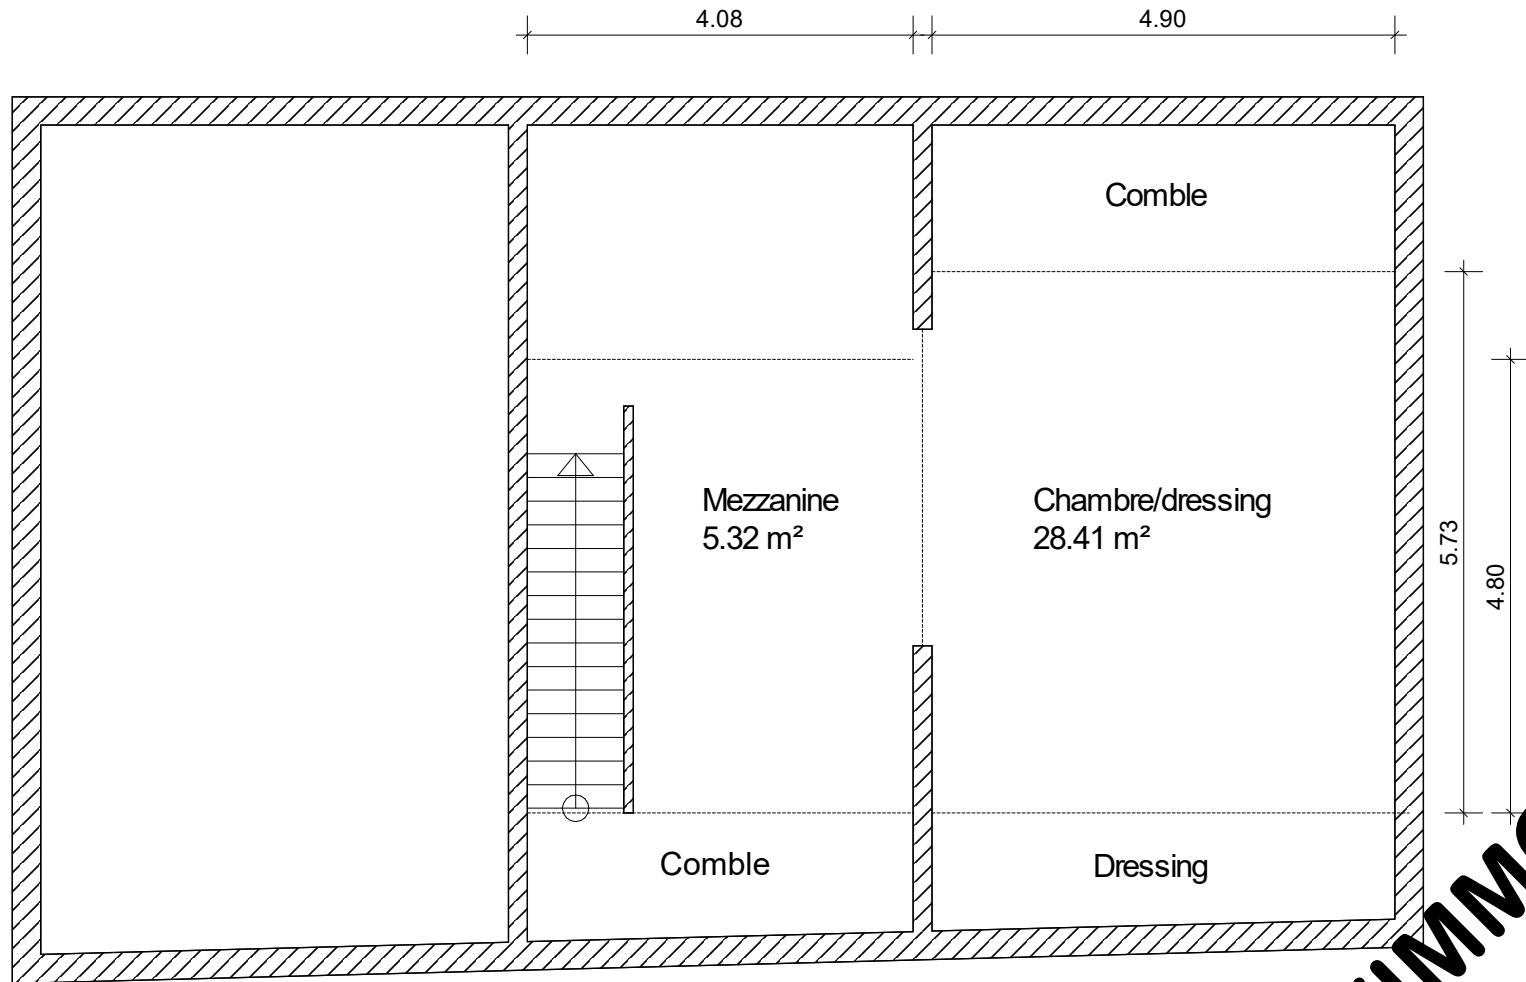 4.08
4.90
Comble
Mezzanine
5.32 m²
Chambre/dressing
28.41 m²
5.73
4.80
Comble
Dressing